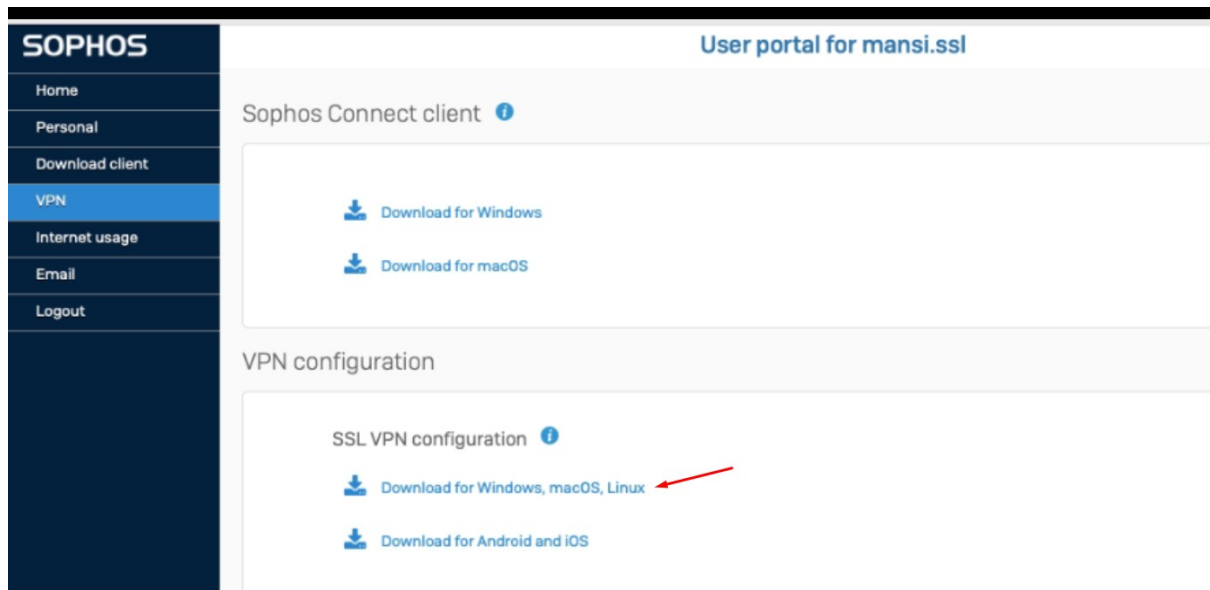 SOPHOS
User portal for mansi.ssl
Home
Personal
Download client
VPN
Internet usage
Email
Logout
Sophos Connect client
Download for Windows
Download for macOS
VPN configuration
SSL VPN configuration
Download for Windows, macOS, Linux
Download for Android and iOS